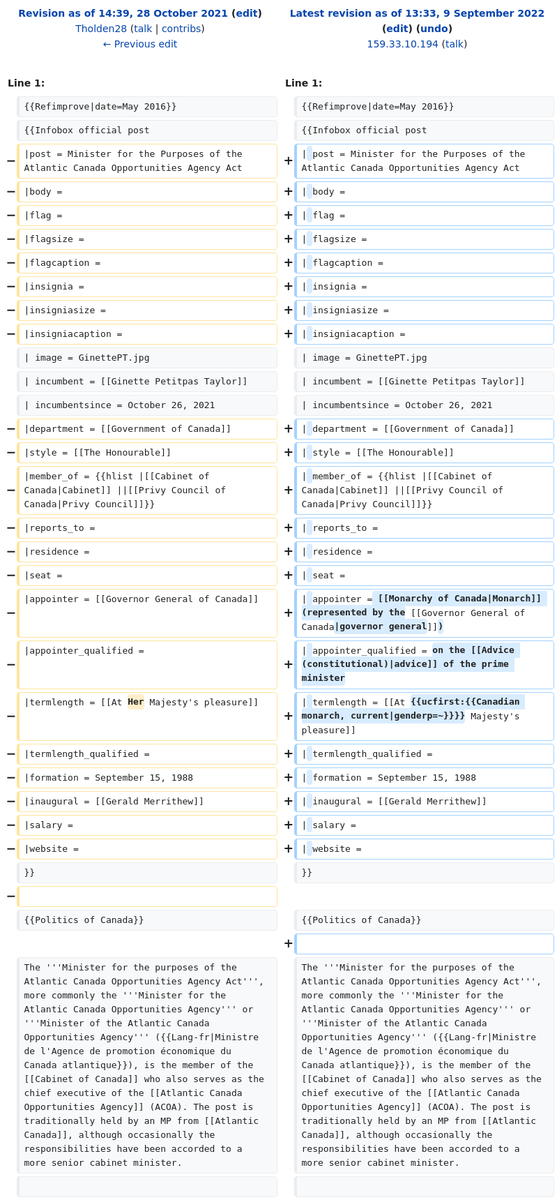 Revision as of 14:39, 28 October 2021 (edit)
Tholden28 (talk | contribs)
← Previous edit
Latest revision as of 13:33, 9 September 2022
(edit) (undo)
159.33.10.194 (talk)
Line 1:
Line 1:
{{Refimprove|date=May 2016}}
{{Refimprove|date=May 2016}}
{{Infobox official post
{{Infobox official post
− |post = Minister for the Purposes of the
Atlantic Canada Opportunities Agency Act
+ | post = Minister for the Purposes of the
Atlantic Canada Opportunities Agency Act
− |body =
+ | body =
− |flag =
+ | flag =
− |flagsize =
+ | flagsize =
− |flagcaption =
+ | flagcaption =
− |insignia =
+ | insignia =
− |insigniasize =
+ | insigniasize =
− |insigniacaption =
+ | insigniacaption =
| image = GinettePT.jpg
| image = GinettePT.jpg
| incumbent = [[Ginette Petitpas Taylor]]
| incumbent = [[Ginette Petitpas Taylor]]
| incumbentsince = October 26, 2021
| incumbentsince = October 26, 2021
− |department = [[Government of Canada]]
+ | department = [[Government of Canada]]
− |style = [[The Honourable]]
+ | style = [[The Honourable]]
− |member_of = {{hlist |[[Cabinet of
Canada|Cabinet]] ||[[Privy Council of
Canada|Privy Council]]}}
+ | member_of = {{hlist |[[Cabinet of
Canada|Cabinet]] ||[[Privy Council of
Canada|Privy Council]]}}
− |reports_to =
+ | reports_to =
− |residence =
+ | residence =
− |seat =
+ | seat =
− |appointer = [[Governor General of Canada]]
+ | appointer = [[Monarchy of Canada|Monarch]]
(represented by the [[Governor General of
Canada|governor general]])
− |appointer_qualified =
+ | appointer_qualified = on the [[Advice
(constitutional)|advice]] of the prime
minister
− |termlength = [[At Her Majesty's pleasure]]
+ | termlength = [[At {{ucfirst:{{Canadian
monarch, current|genderp=~}}}} Majesty's
pleasure]]
− |termlength_qualified =
+ | termlength_qualified =
− |formation = September 15, 1988
+ | formation = September 15, 1988
− |inaugural = [[Gerald Merrithew]]
+ | inaugural = [[Gerald Merrithew]]
− |salary =
+ | salary =
− |website =
+ | website =
}}
}}
−
{{Politics of Canada}}
{{Politics of Canada}}
+
The '''Minister for the purposes of the
Atlantic Canada Opportunities Agency Act''',
more commonly the '''Minister for the
Atlantic Canada Opportunities Agency''' or
'''Minister of the Atlantic Canada
Opportunities Agency''' ({{Lang-fr|Ministre
de l'Agence de promotion économique du
Canada atlantique}}), is the member of the
[[Cabinet of Canada]] who also serves as the
chief executive of the [[Atlantic Canada
Opportunities Agency]] (ACOA). The post is
traditionally held by an MP from [[Atlantic
Canada]], although occasionally the
responsibilities have been accorded to a
more senior cabinet minister.
The '''Minister for the purposes of the
Atlantic Canada Opportunities Agency Act''',
more commonly the '''Minister for the
Atlantic Canada Opportunities Agency''' or
'''Minister of the Atlantic Canada
Opportunities Agency''' ({{Lang-fr|Ministre
de l'Agence de promotion économique du
Canada atlantique}}), is the member of the
[[Cabinet of Canada]] who also serves as the
chief executive of the [[Atlantic Canada
Opportunities Agency]] (ACOA). The post is
traditionally held by an MP from [[Atlantic
Canada]], although occasionally the
responsibilities have been accorded to a
more senior cabinet minister.